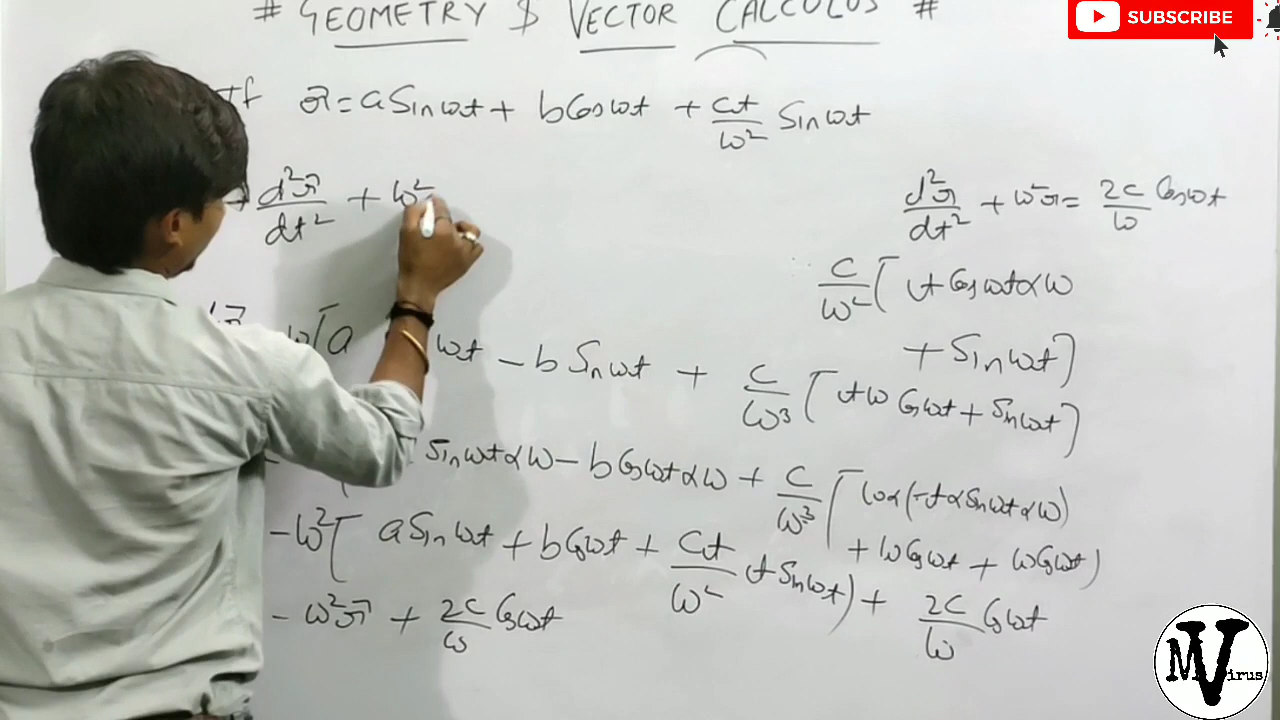 # GEOMETRY $ VECTOR CALCULUS #
SUBSCRIBE
If r̄ = a Sin ωt + b Cos ωt + ct/ω² Sin ωt
d²r̄/dt² + ω²
d²r̄/dt² + ω²r = 2c/ω Cos ωt
c/ω² [ t Cos ωt × ω
+ Sin ωt ]
[ a ωt - b Sin ωt + c/ω³ [ tω Cos ωt + Sin ωt ]
Sin ωt × ω - b Cos ωt × ω + c/ω³ [ ω × (- t × Sin ωt × ω)
+ ω Cos ωt + ω Cos ωt )
- ω² [ a Sin ωt + b Cos ωt + ct/ω² (t Sin ωt) + 2c/ω Cos ωt
- ω² r̄ + 2c/ω Cos ωt
MVirus